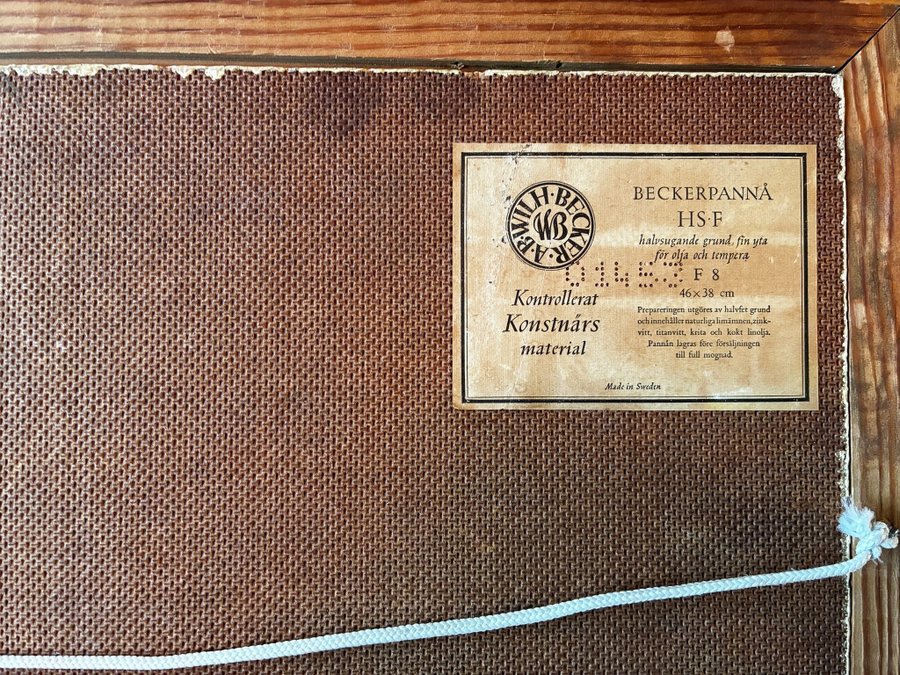 A.B. WILH. BECKER.
WB
Kontrollerat
Konstnärs
material
BECKERPANNÅ
HS·F
halvsugande grund, fin yta
för olja och tempera
01453
F 8
46×38 cm
Prepareringen utgöres av halvfet grund
och innehåller naturliga limämnen, zink-
vitt, titanvitt, krita och kokt linolja.
Pannån lagras före försäljningen
till full mognad.
Made in Sweden